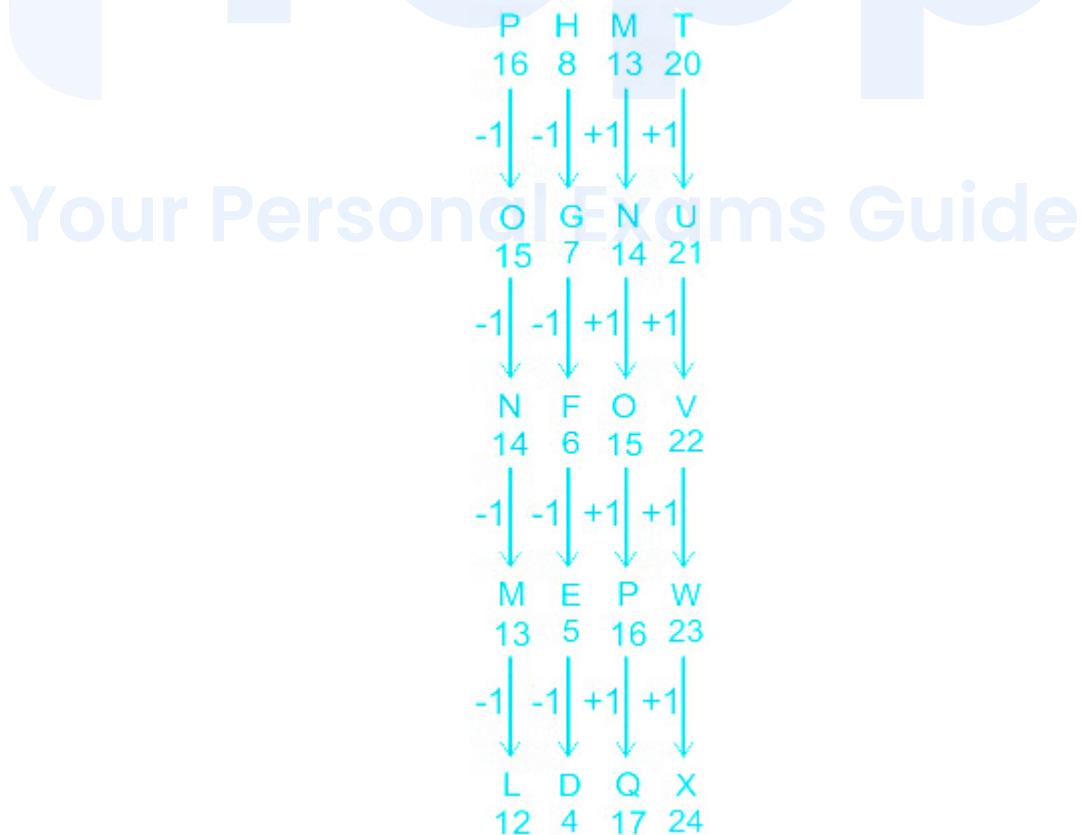 P H M T
16 8 13 20
-1 -1 +1 +1
Your Personal Exams Guide
O G N U
15 7 14 21
-1 -1 +1 +1
N F O V
14 6 15 22
-1 -1 +1 +1
M E P W
13 5 16 23
-1 -1 +1 +1
L D Q X
12 4 17 24